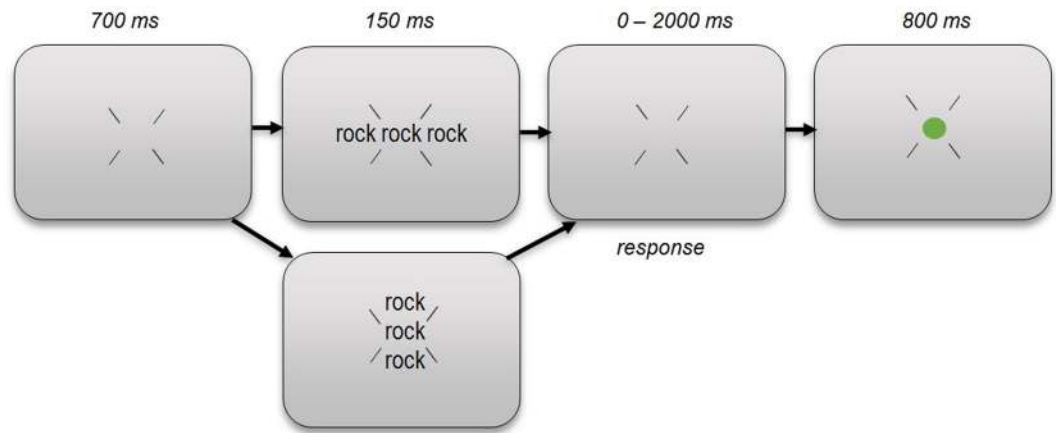 700 ms
150 ms
0 – 2000 ms
800 ms
rock rock rock
response
rock
rock
rock